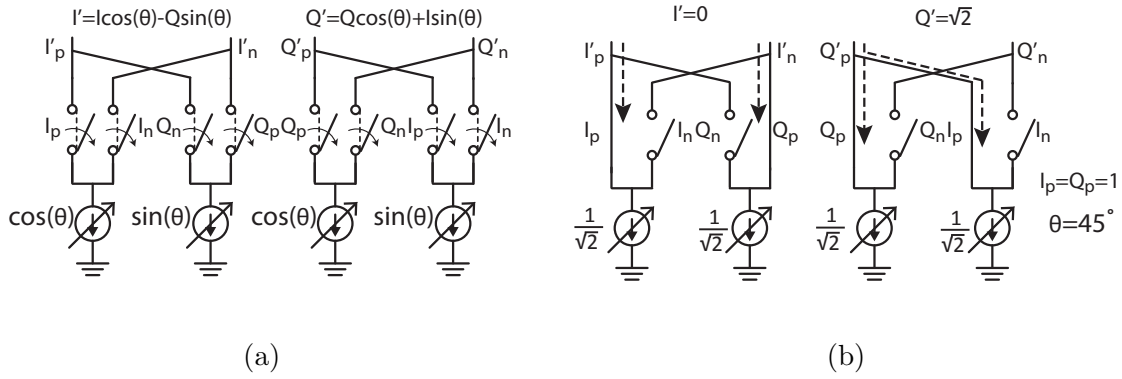 I'=Icos(θ)-Qsin(θ) Q'=Qcos(θ)+Isin(θ)
I'p I'n Q'p Q'n
Ip In Qn Qp Qp Qn Ip In
cos(θ) sin(θ) cos(θ) sin(θ)
(a)
I'=0 Q'=√2
I'p I'n Q'p Q'n
Ip In Qn Qp Qp Qn Ip In
Ip=Qp=1
θ=45°
1/√2 1/√2 1/√2 1/√2
(b)